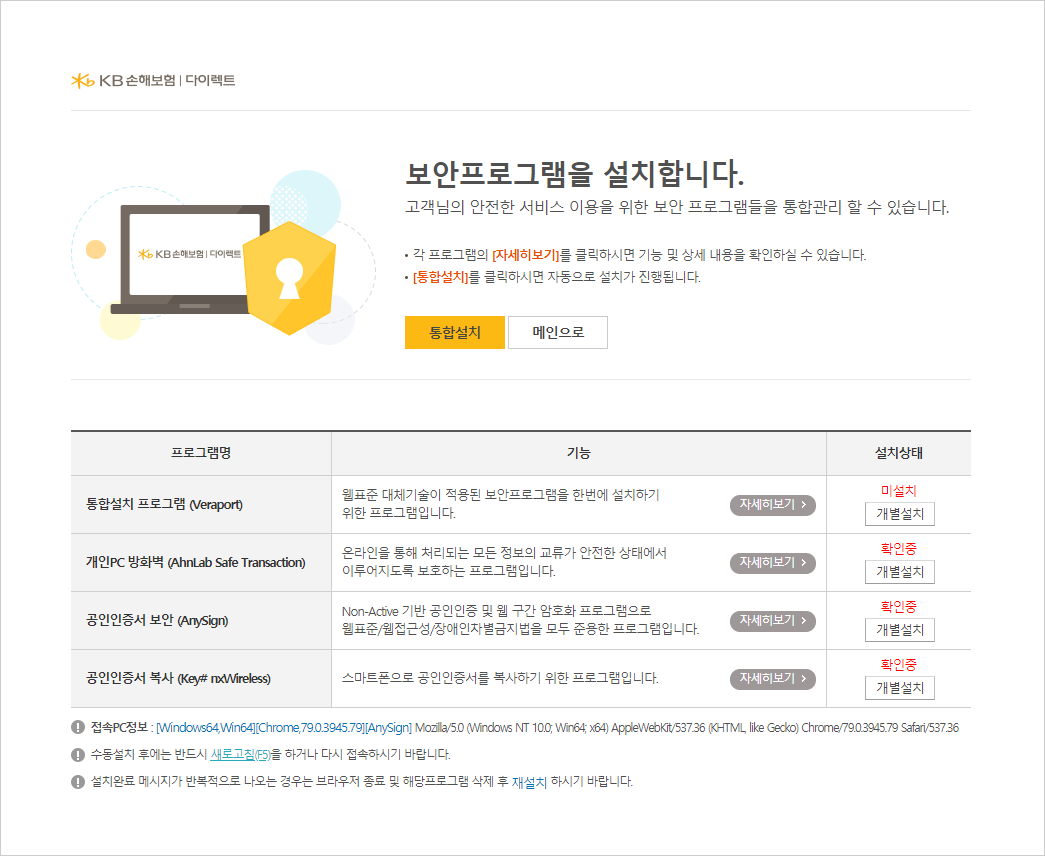 KB손해보험 | 다이렉트
보안프로그램을 설치합니다.
고객님의 안전한 서비스 이용을 위한 보안 프로그램들을 통합관리 할 수 있습니다.
KB손해보험 | 다이렉트
• 각 프로그램의 [자세히보기]를 클릭하시면 기능 및 상세 내용을 확인하실 수 있습니다.
• [통합설치]를 클릭하시면 자동으로 설치가 진행됩니다.
통합설치 메인으로
프로그램명 기능 설치상태
통합설치 프로그램 (Veraport)
웹표준 대체기술이 적용된 보안프로그램을 한번에 설치하기
위한 프로그램입니다.
자세히보기 >
미설치
개별설치
개인PC 방화벽 (AhnLab Safe Transaction)
온라인을 통해 처리되는 모든 정보의 교류가 안전한 상태에서
이루어지도록 보호하는 프로그램입니다.
자세히보기 >
확인중
개별설치
공인인증서 보안 (AnySign)
Non-Active 기반 공인인증 및 웹 구간 암호화 프로그램으로
웹표준/웹접근성/장애인차별금지법을 모두 준용한 프로그램입니다.
자세히보기 >
확인중
개별설치
공인인증서 복사 (Key# nxWireless)
스마트폰으로 공인인증서를 복사하기 위한 프로그램입니다.
자세히보기 >
확인중
개별설치
접속PC정보 : [Windows64,Win64][Chrome,79.0.3945.79][AnySign] Mozilla/5.0 (Windows NT 10.0; Win64; x64) AppleWebKit/537.36 (KHTML, like Gecko) Chrome/79.0.3945.79 Safari/537.36
수동설치 후에는 반드시 새로고침(F5)을 하거나 다시 접속하시기 바랍니다.
설치완료 메시지가 반복적으로 나오는 경우는 브라우저 종료 및 해당프로그램 삭제 후 재설치 하시기 바랍니다.